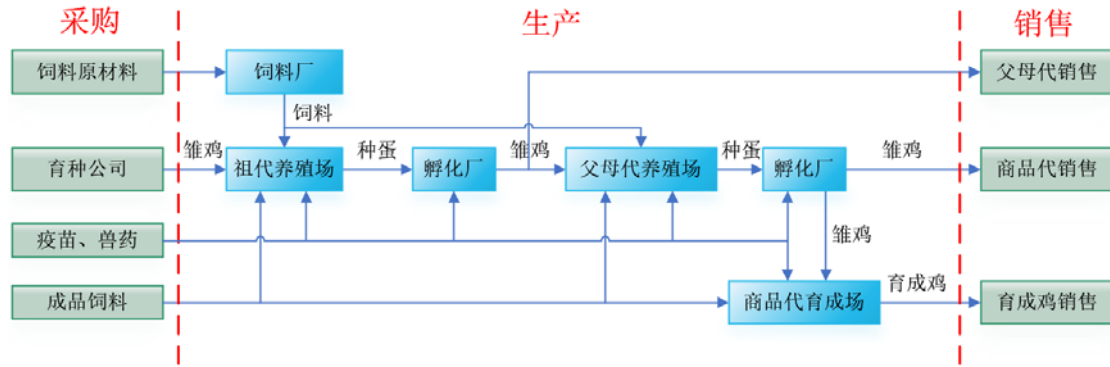 采购
生产
销售
饲料原材料
饲料厂
父母代销售
饲料
育种公司
雏鸡
祖代养殖场
种蛋
孵化厂
雏鸡
父母代养殖场
种蛋
孵化厂
雏鸡
商品代销售
疫苗、兽药
雏鸡
成品饲料
商品代育成场
育成鸡
育成鸡销售